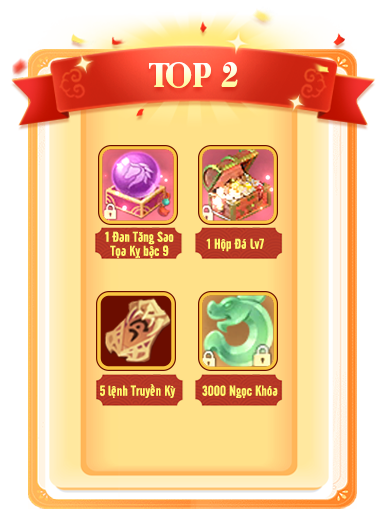 TOP 2
1 Đan Tăng Sao
Tọa Kỵ bậc 9
1 Hộp Đá Lv7
5 lệnh Truyền Kỳ
3000 Ngọc Khóa